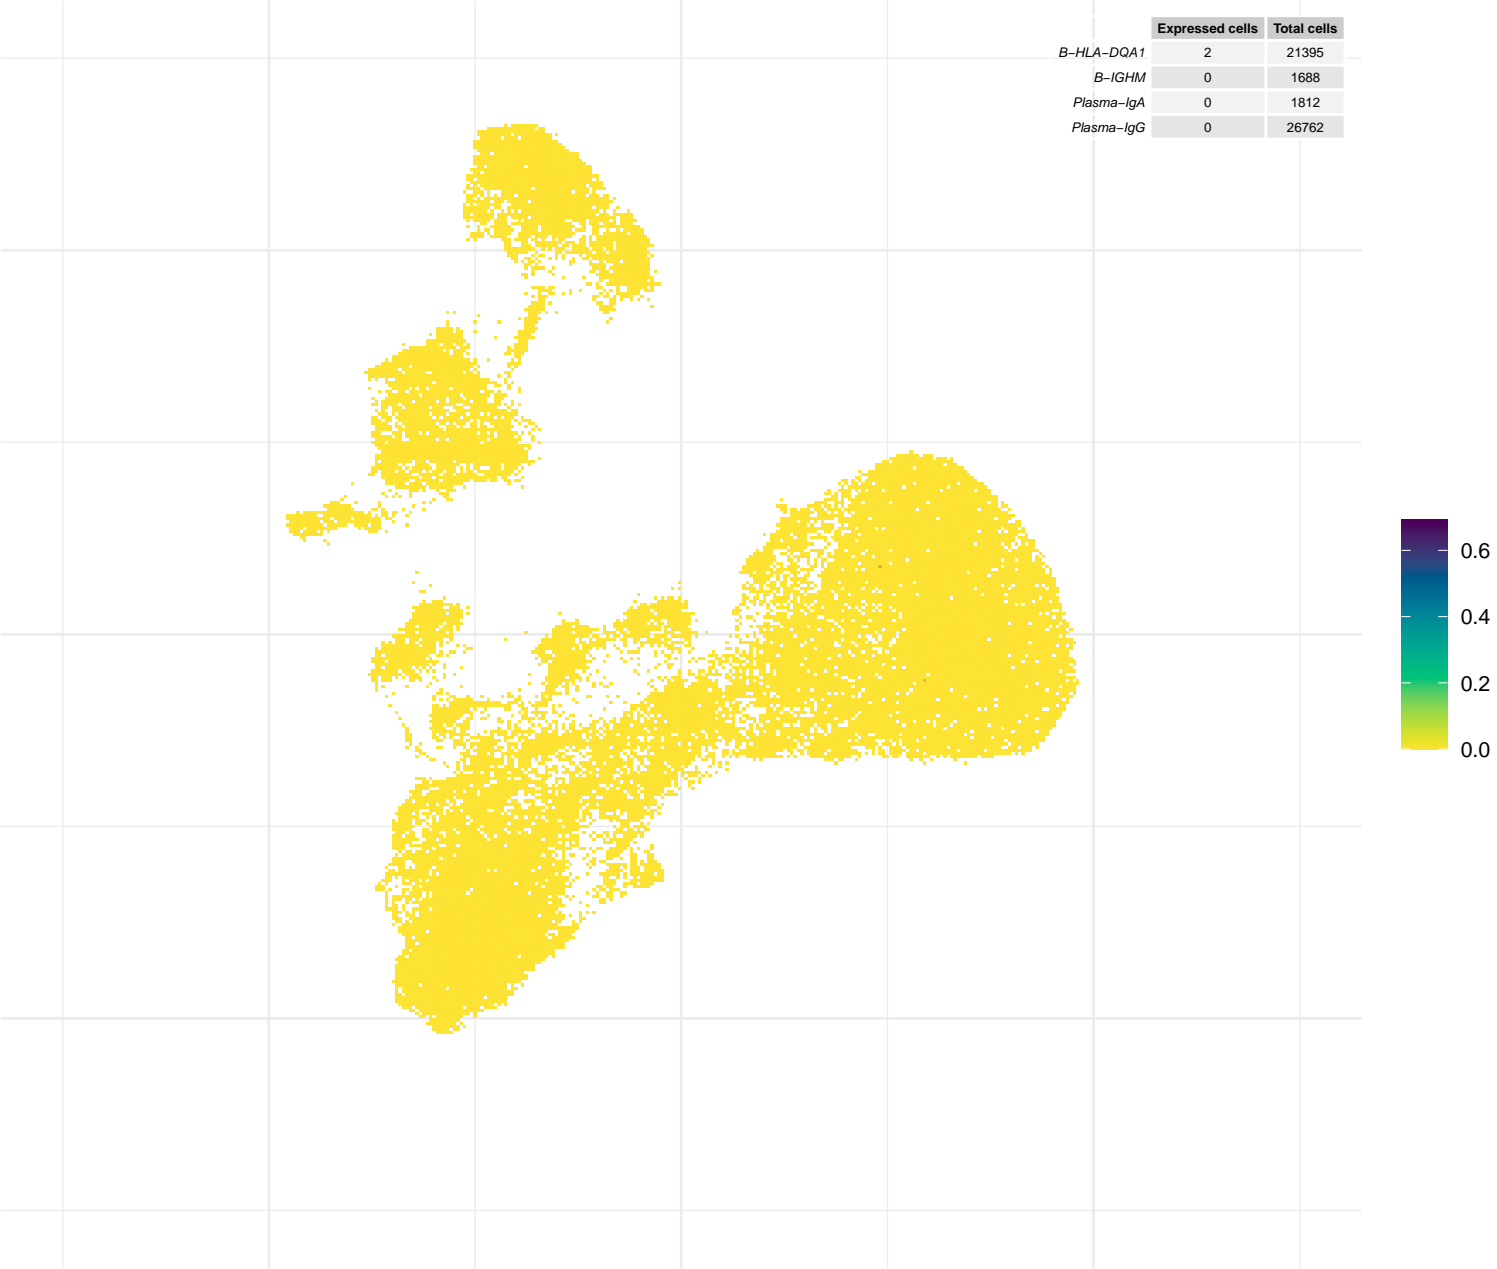 Expressed cells Total cells
B−HLA−DQA1 2 21395
B−IGHM 0 1688
Plasma−IgA 0 1812
Plasma−IgG 0 26762
0.6
0.4
0.2
0.0